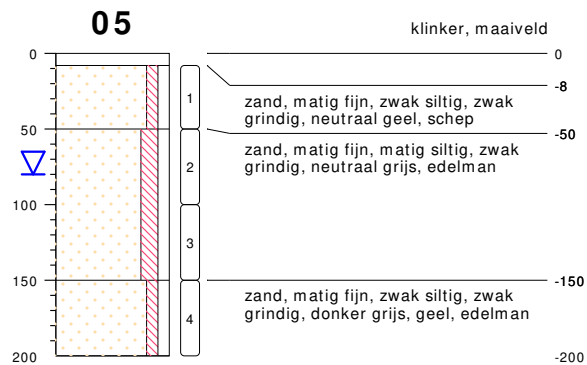 05
klinker, maaiveld
0
0
-8
zand, matig fijn, zwak siltig, zwak
grindig, neutraal geel, schep
1
50
-50
zand, matig fijn, matig siltig, zwak
grindig, neutraal grijs, edelman
2
100
3
150
-150
zand, matig fijn, zwak siltig, zwak
grindig, donker grijs, geel, edelman
4
200
-200